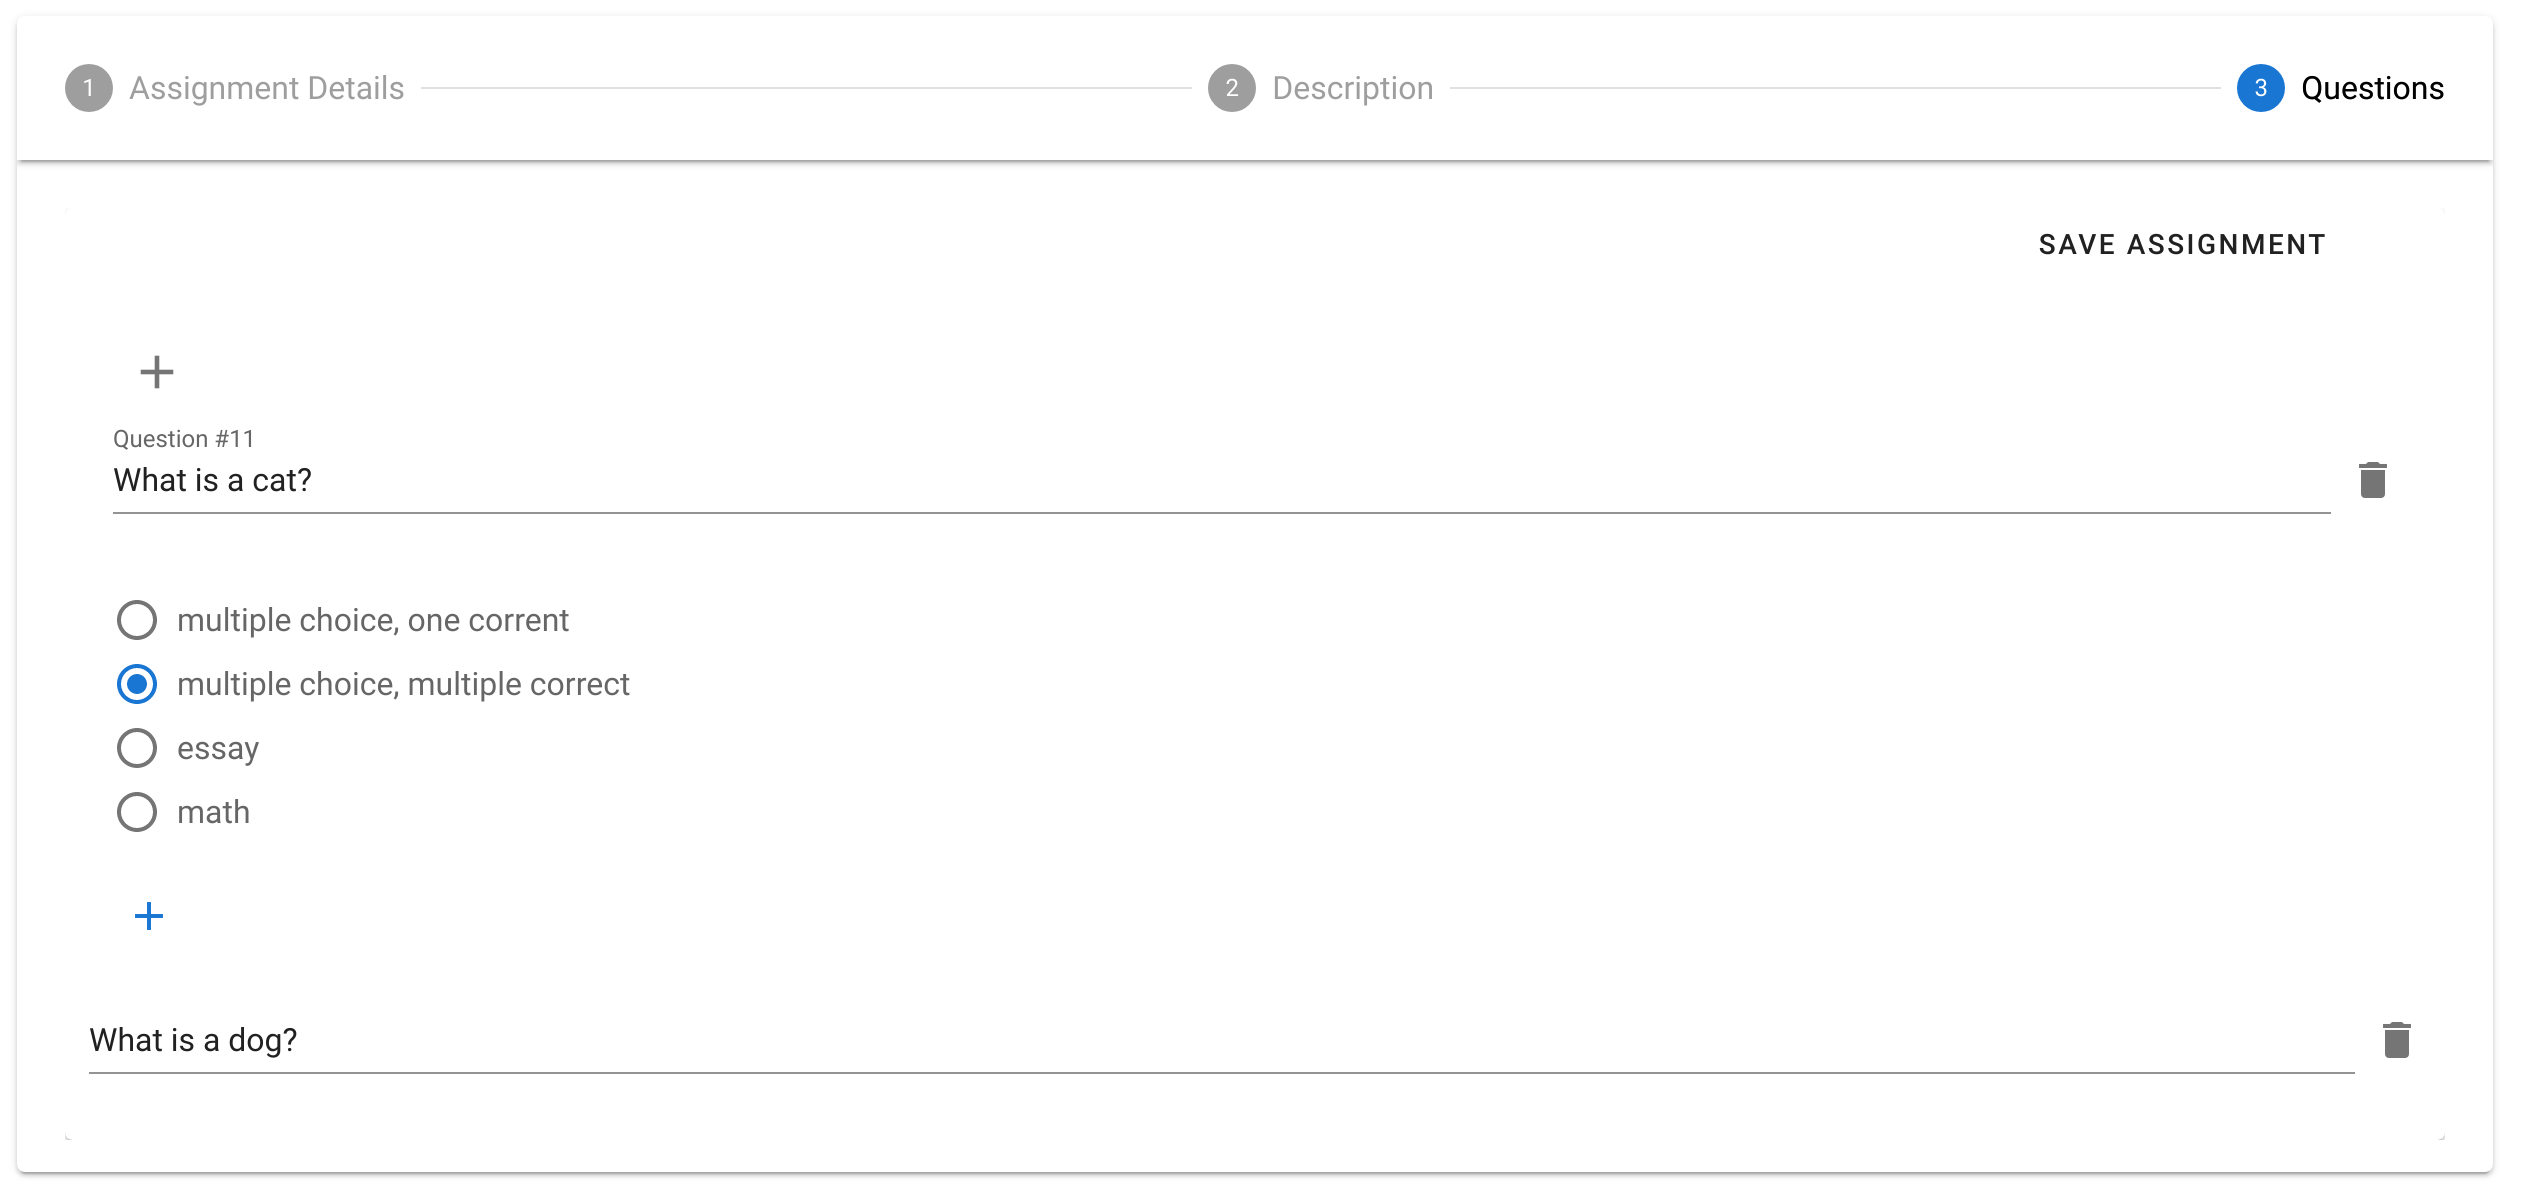 1 Assignment Details 2 Description 3 Questions
SAVE ASSIGNMENT
Question #11
What is a cat?
multiple choice, one corrent
multiple choice, multiple correct
essay
math
What is a dog?